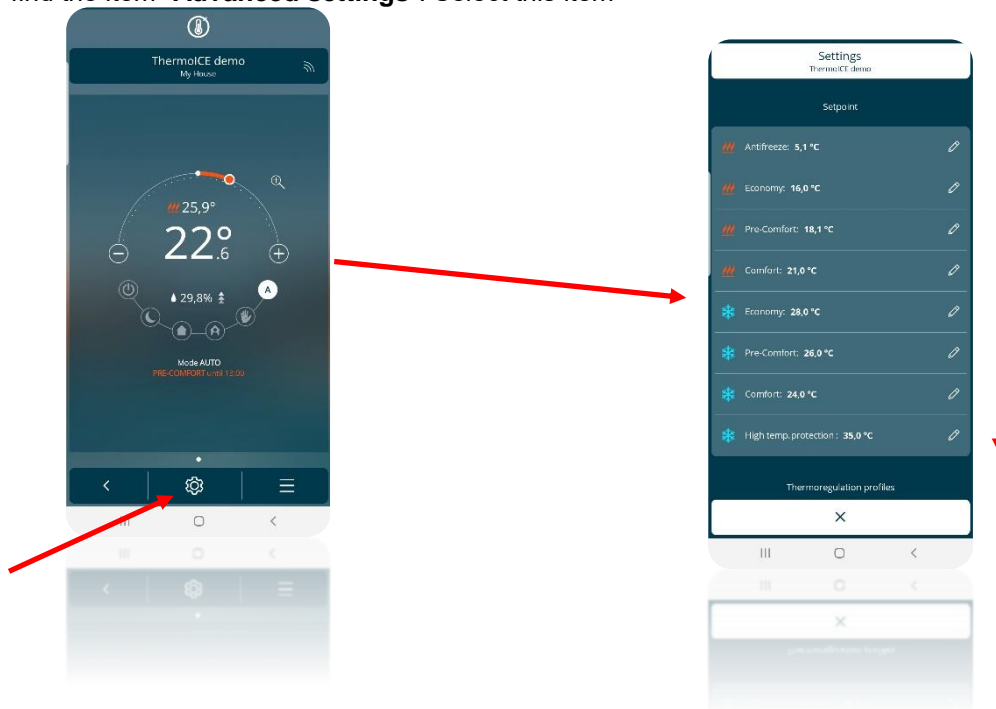 find the item "Advanced settings". Select this item
ThermoICE demo
My House
25,9°
22°.6
29,8%
A
Mode AUTO
PRE-COMFORT until 13:00
Settings
ThermoICE demo
Setpoint
Antifreeze: 5,1 °C
Economy: 16,0 °C
Pre-Comfort: 18,1 °C
Comfort: 21,0 °C
Economy: 28,0 °C
Pre-Comfort: 26,0 °C
Comfort: 24,0 °C
High temp. protection : 35,0 °C
Thermoregulation profiles